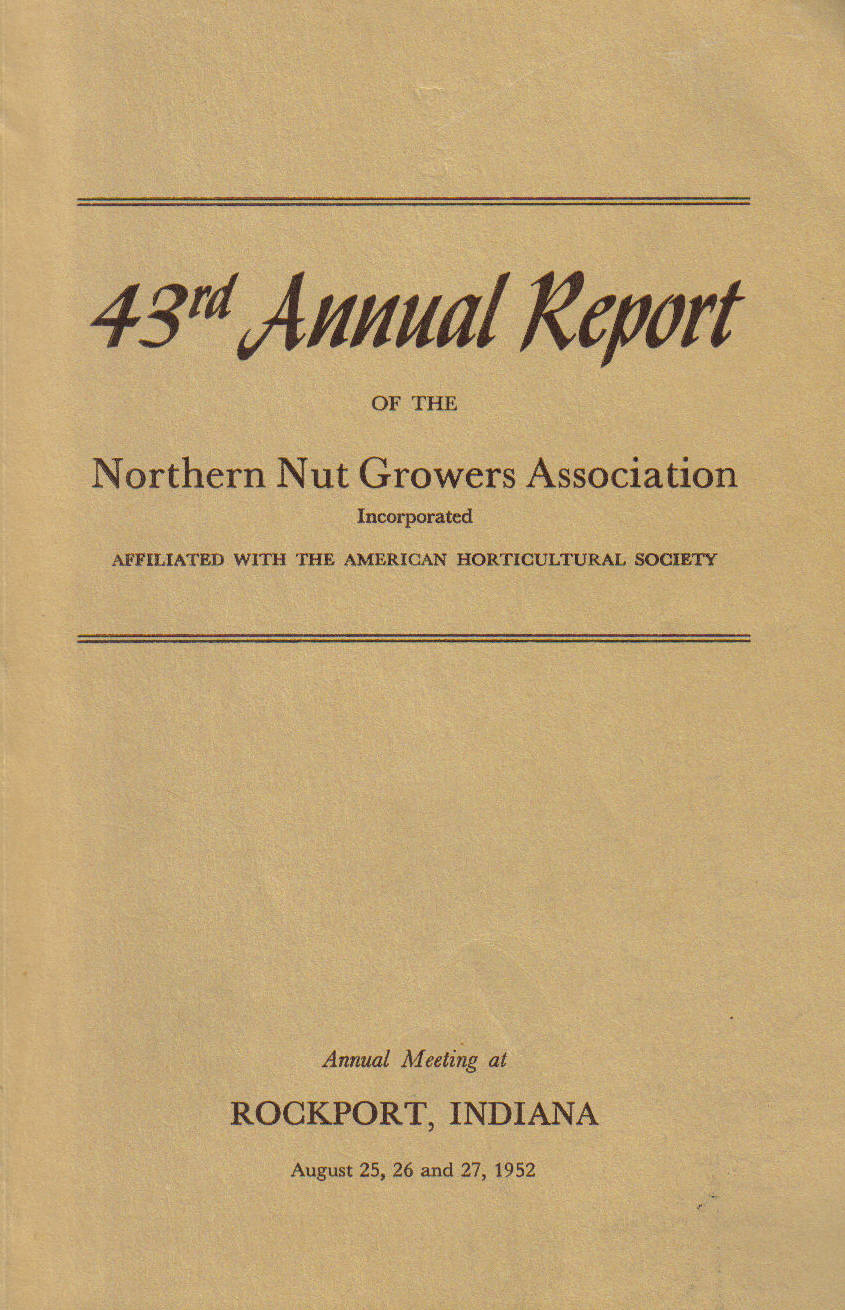 43rd Annual Report
OF THE
Northern Nut Growers Association
Incorporated
AFFILIATED WITH THE AMERICAN HORTICULTURAL SOCIETY
Annual Meeting at
ROCKPORT, INDIANA
August 25, 26 and 27, 1952